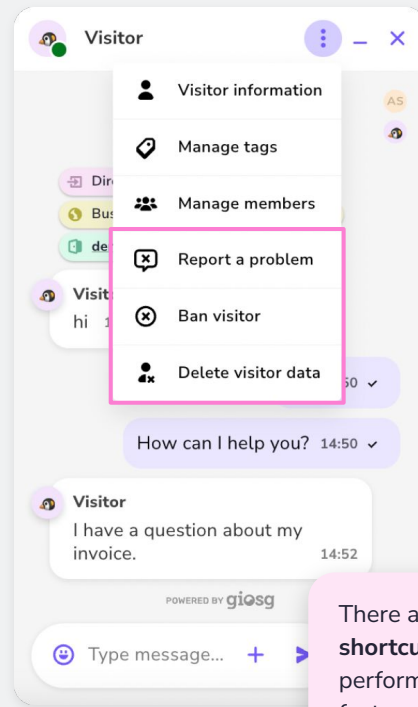 Visitor
Visitor information
AS
Manage tags
Manage members
Report a problem
hi
Ban visitor
Delete visitor data
How can I help you? 14:50
Visitor
I have a question about my
invoice.
14:52
POWERED BY giosg
Type message...
There a
shortcu
perform